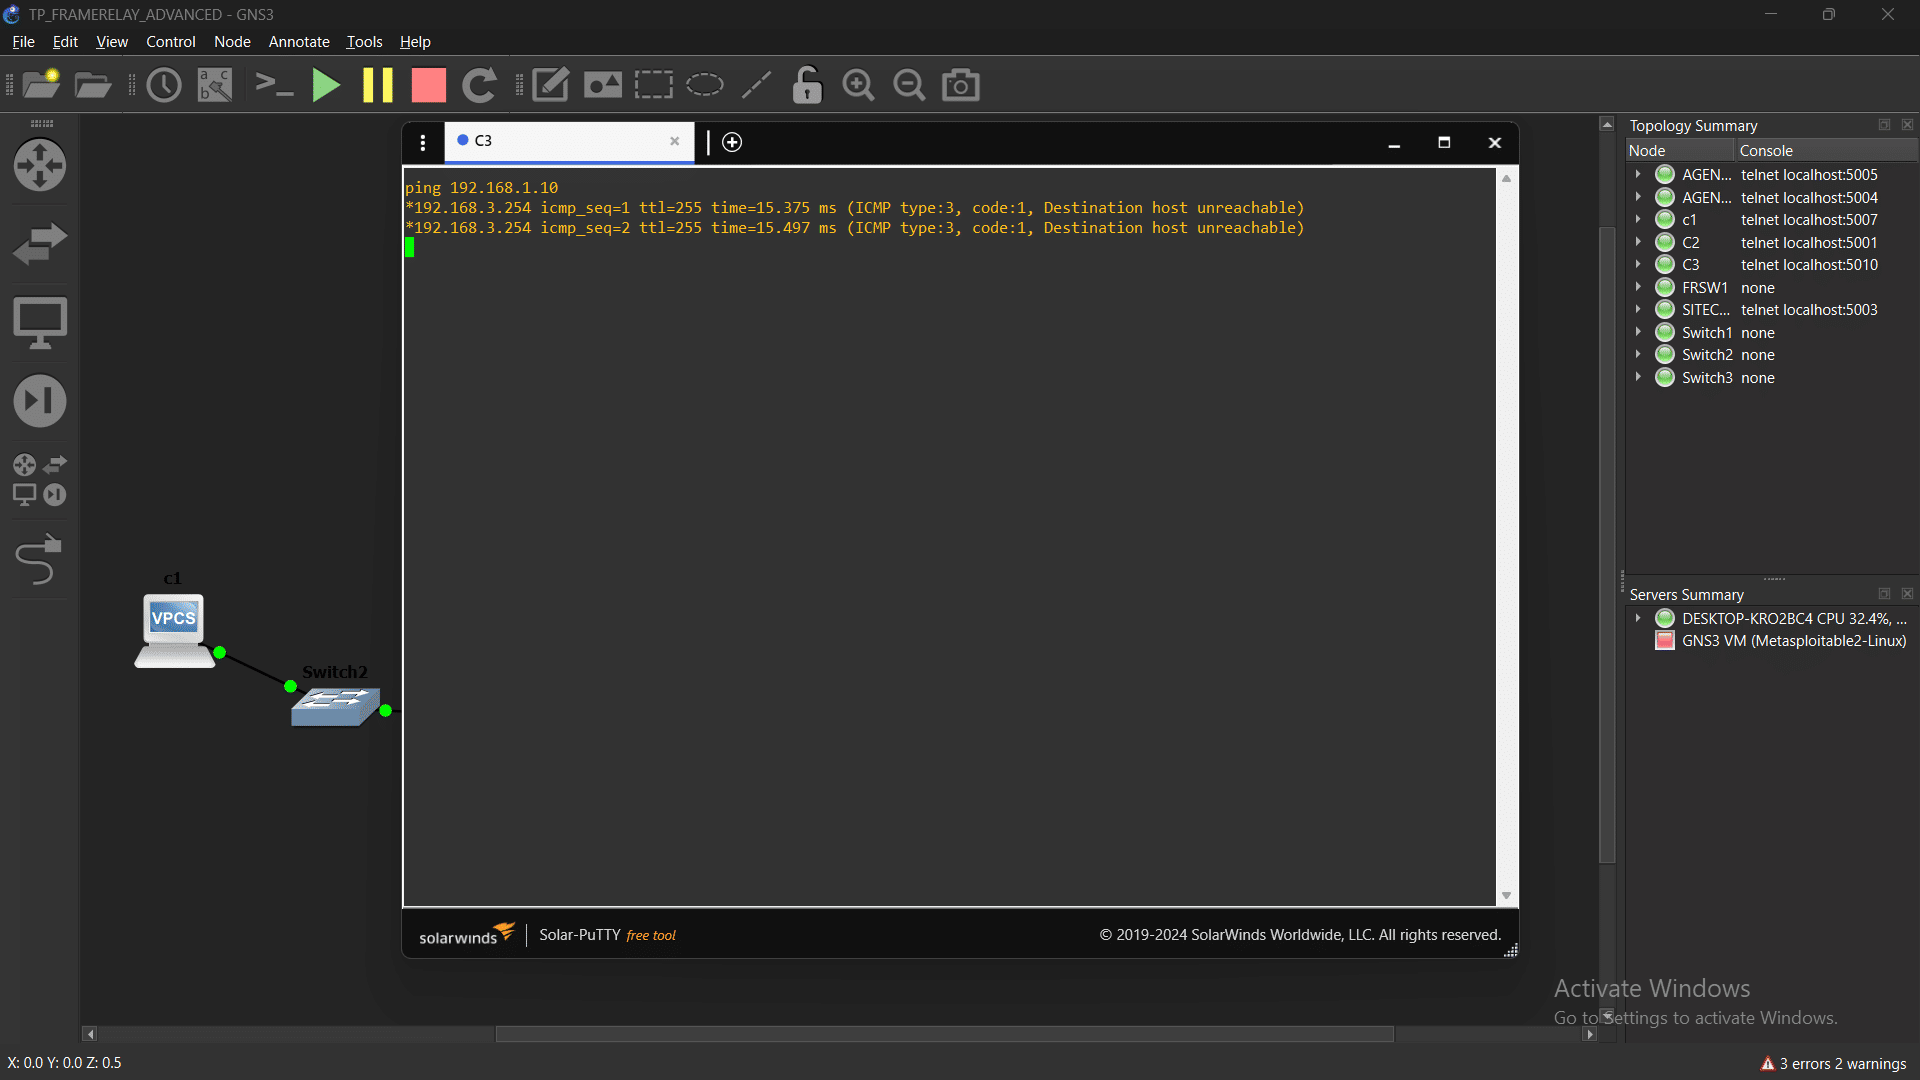 TP_FRAMERELAY_ADVANCED - GNS3
File Edit View Control Node Annotate Tools Help
a c
b
C3
ping 192.168.1.10
*192.168.3.254 icmp_seq=1 ttl=255 time=15.375 ms (ICMP type:3, code:1, Destination host unreachable)
*192.168.3.254 icmp_seq=2 ttl=255 time=15.497 ms (ICMP type:3, code:1, Destination host unreachable)
c1
VPCS
Switch2
solarwinds Solar-PuTTY free tool © 2019-2024 SolarWinds Worldwide, LLC. All rights reserved.
Topology Summary
Node Console
AGEN... telnet localhost:5005
AGEN... telnet localhost:5004
c1 telnet localhost:5007
C2 telnet localhost:5001
C3 telnet localhost:5010
FRSW1 none
SITEC... telnet localhost:5003
Switch1 none
Switch2 none
Switch3 none
Servers Summary
DESKTOP-KRO2BC4 CPU 32.4%, ...
GNS3 VM (Metasploitable2-Linux)
Activate Windows
Go to Settings to activate Windows.
X: 0.0 Y: 0.0 Z: 0.5
3 errors 2 warnings